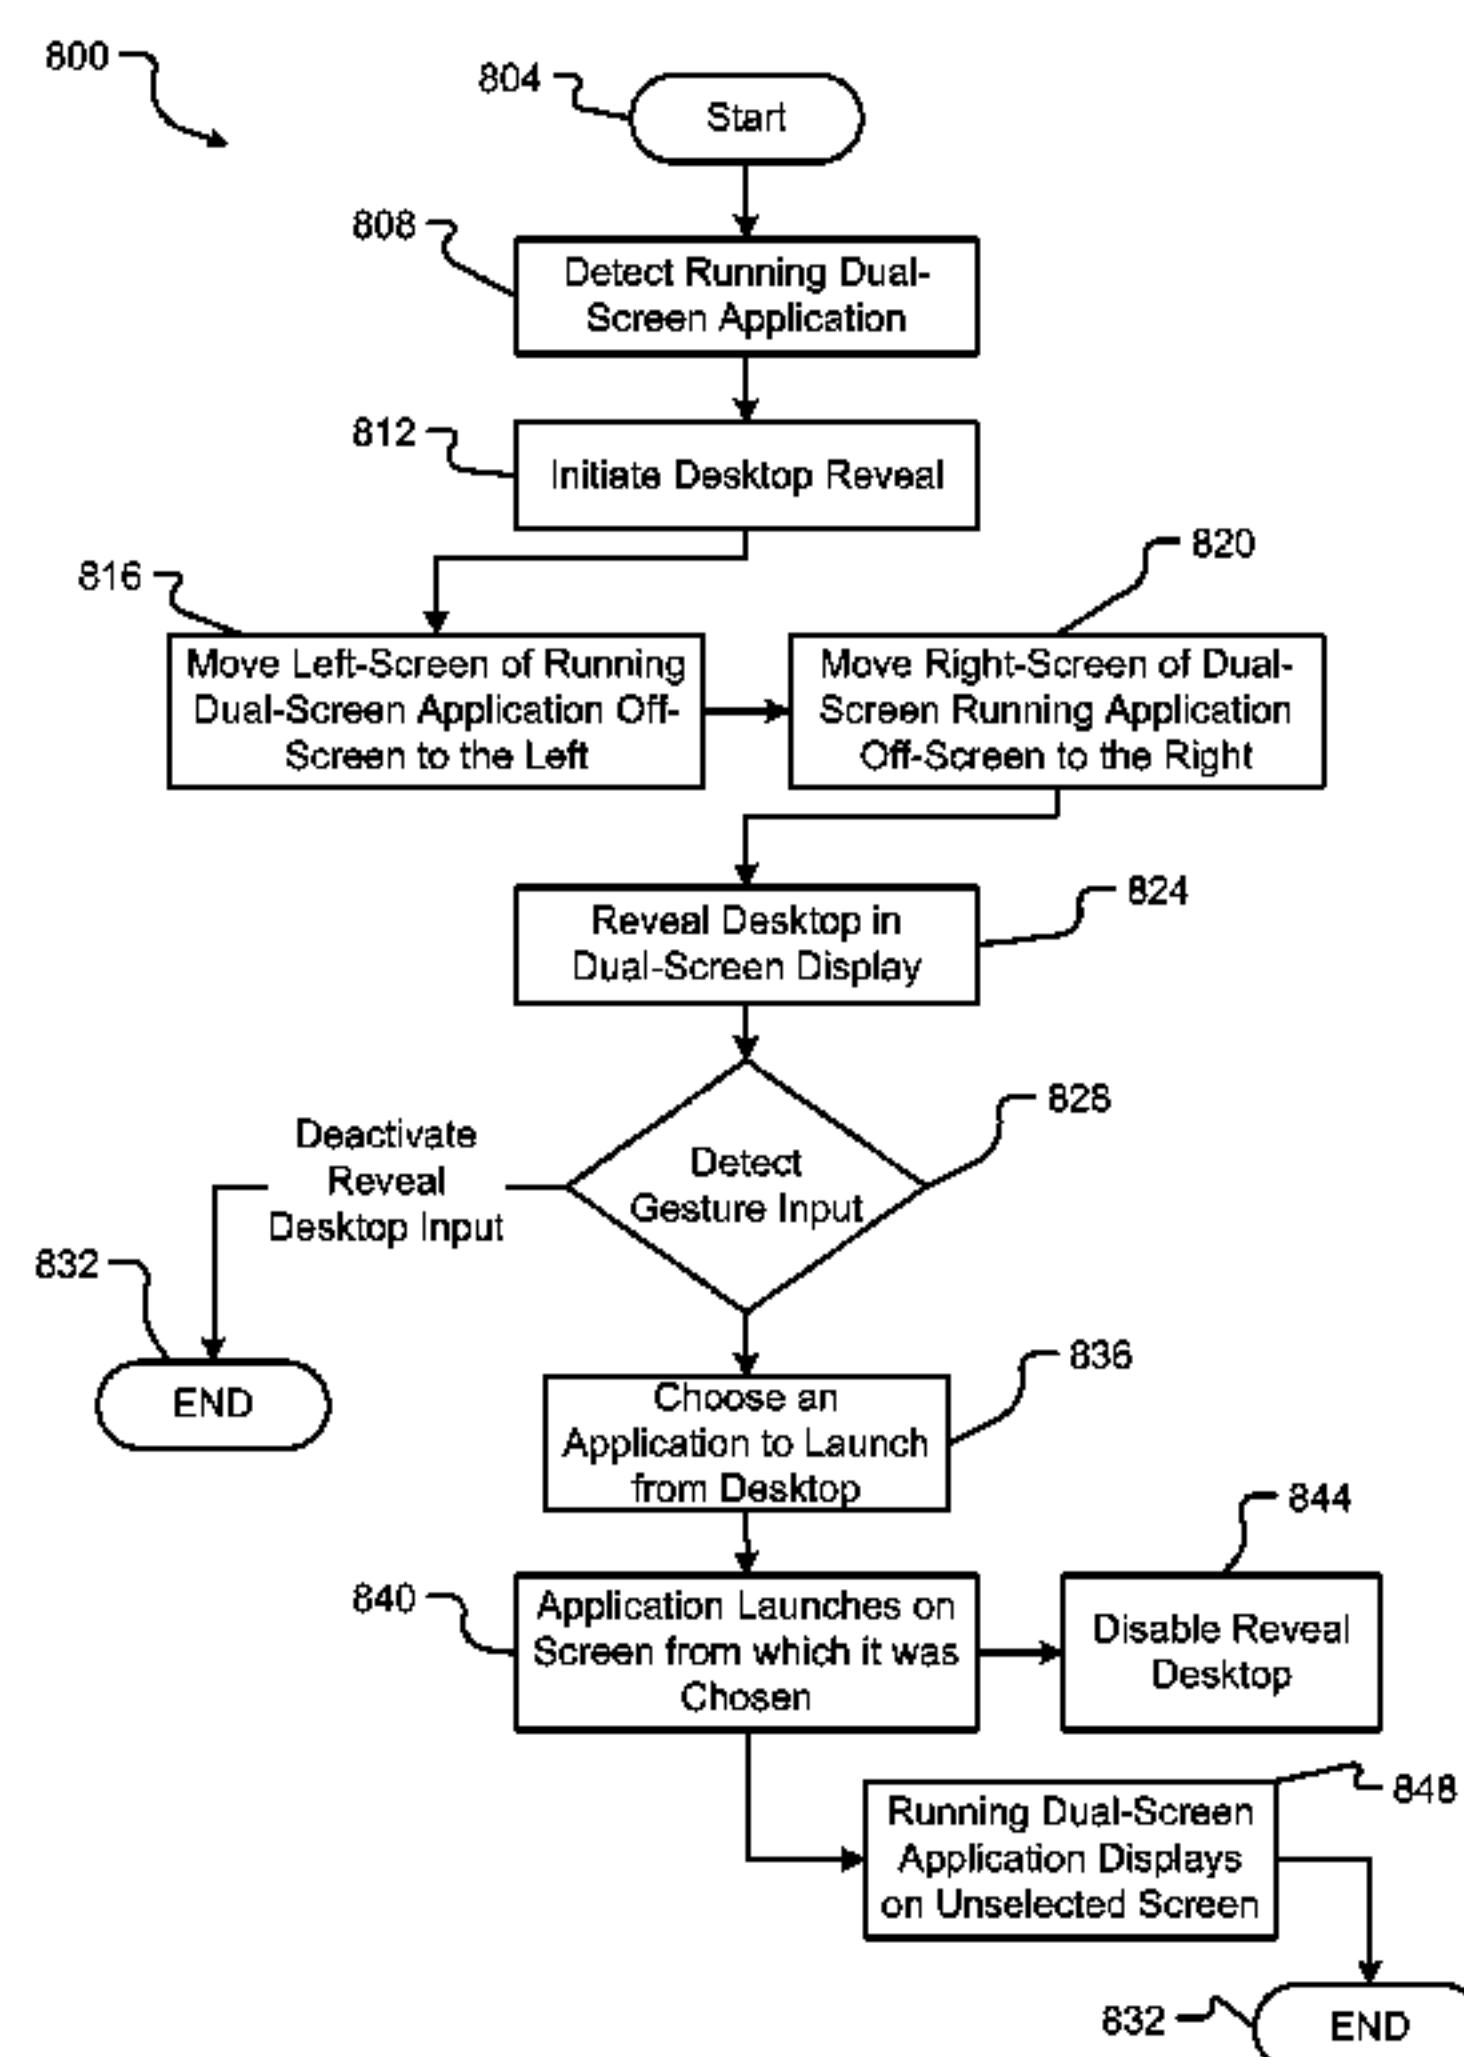 800
804
Start
808
Detect Running Dual-
Screen Application
812
Initiate Desktop Reveal
816
820
Move Left-Screen of Running
Dual-Screen Application Off-
Screen to the Left
Move Right-Screen of Dual-
Screen Running Application
Off-Screen to the Right
824
Reveal Desktop in
Dual-Screen Display
828
Detect
Gesture Input
Deactivate
Reveal
Desktop Input
832
END
836
Choose an
Application to Launch
from Desktop
840
Application Launches on
Screen from which it was
Chosen
844
Disable Reveal
Desktop
848
Running Dual-Screen
Application Displays
on Unselected Screen
832
END